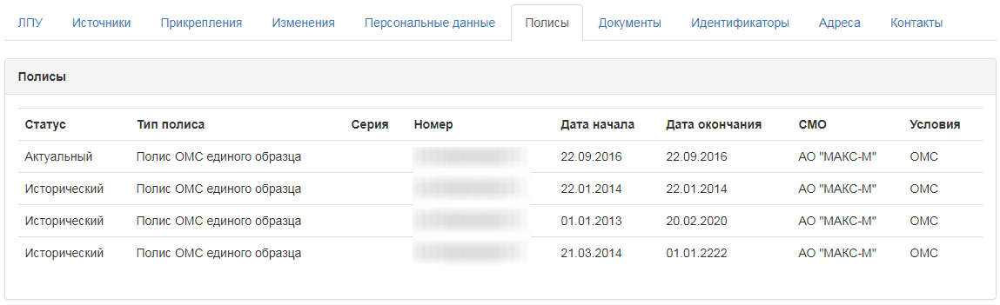 ЛПУ Источники Прикрепления Изменения Персональные данные Полисы Документы Идентификаторы Адреса Контакты
Полисы
Статус Тип полиса Серия Номер Дата начала Дата окончания СМО Условия
Актуальный Полис ОМС единого образца 22.09.2016 22.09.2016 АО "МАКС-М" ОМС
Исторический Полис ОМС единого образца 22.01.2014 22.01.2014 АО "МАКС-М" ОМС
Исторический Полис ОМС единого образца 01.01.2013 20.02.2020 АО "МАКС-М" ОМС
Исторический Полис ОМС единого образца 21.03.2014 01.01.2222 АО "МАКС-М" ОМС